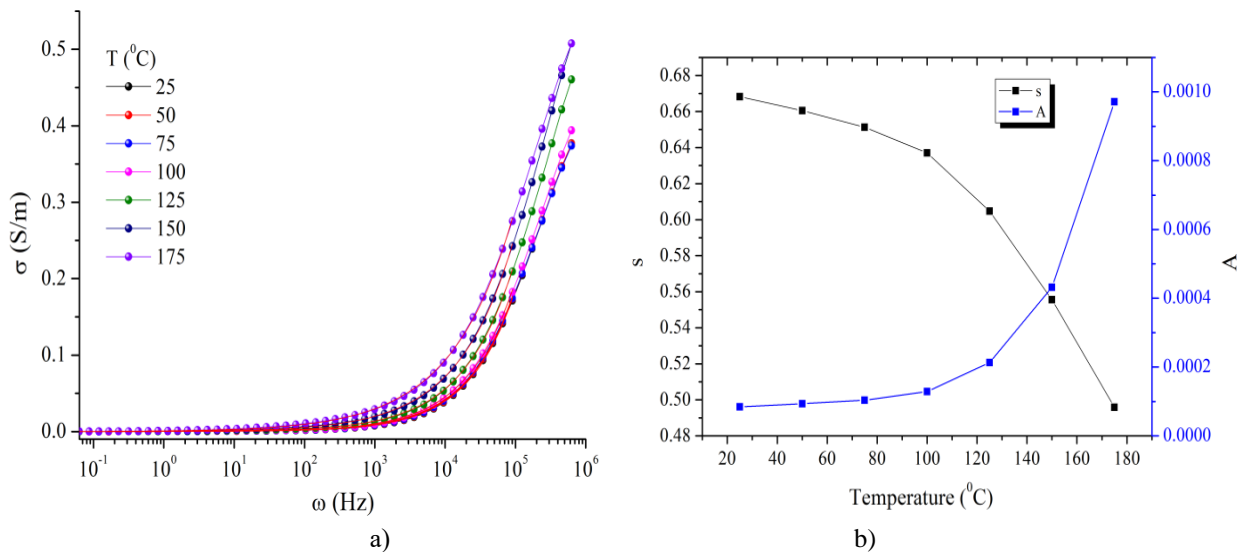 T (⁰C)
25
50
75
100
125
150
175
0.5
0.4
0.3
0.2
0.1
0.0
σ (S/m)
10⁻¹ 10⁰ 10¹ 10² 10³ 10⁴ 10⁵ 10⁶
ω (Hz)
a)
s
A
0.68
0.66
0.64
0.62
0.60
0.58
0.56
0.54
0.52
0.50
0.48
s
0.0010
0.0008
0.0006
0.0004
0.0002
0.0000
A
20 40 60 80 100 120 140 160 180
Temperature (⁰C)
b)